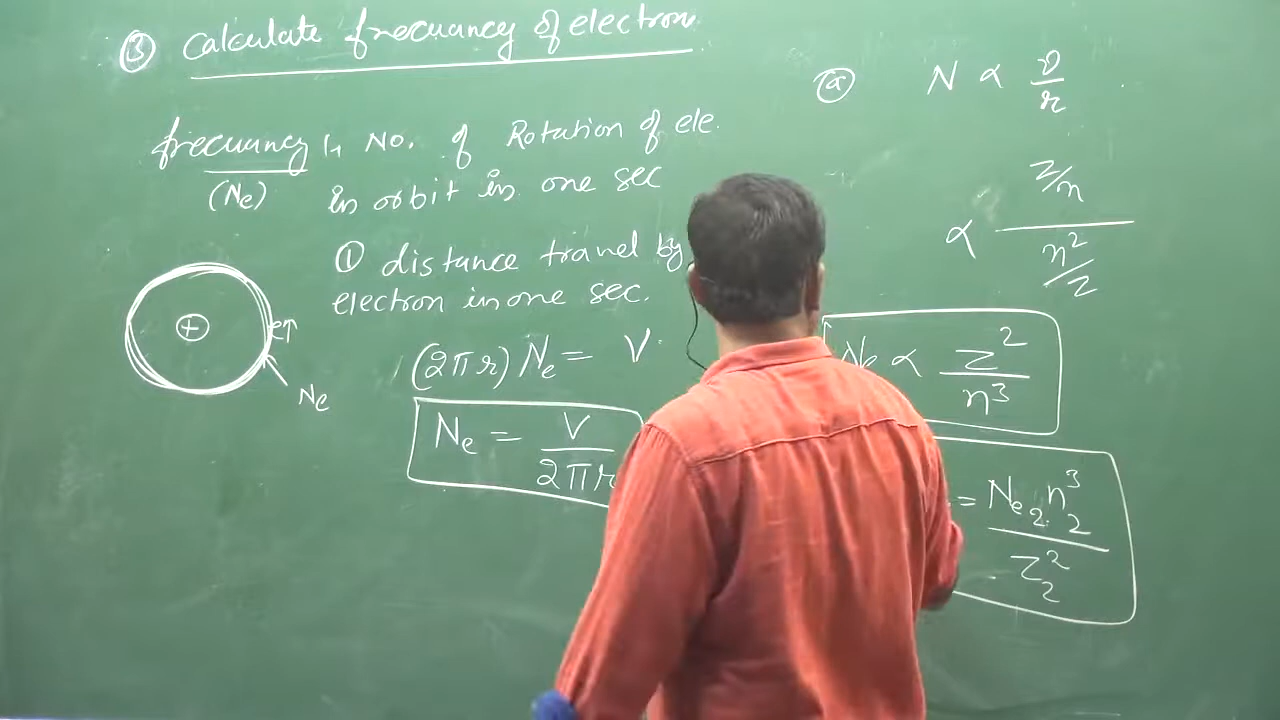 ③ Calculate frecuancy of electron.
frecuancy is No. of Rotation of ele.
(Ne)
in orbit in one sec
① distance travel by
electron in one sec.
(2πr) Ne = V
Ne = V / 2πr
+
e↑
Ne
ⓐ N ∝ v / r
∝ z/n / n²/z
∝ Z² / n³
= Ne₂ n₂³ / Z₂²